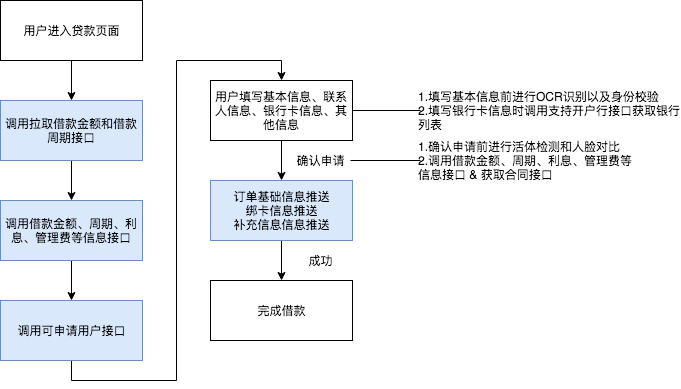 用户进入贷款页面
调用拉取借款金额和借款
周期接口
调用借款金额、周期、利
息、管理费等信息接口
调用可申请用户接口
用户填写基本信息、联系
人信息、银行卡信息、其
他信息
1.填写基本信息前进行OCR识别以及身份校验
2.填写银行卡信息时调用支持开户行接口获取银行
列表
确认申请
1.确认申请前进行活体检测和人脸对比
2.调用借款金额、周期、利息、管理费等
信息接口 & 获取合同接口
订单基础信息推送
绑卡信息推送
补充信息信息推送
成功
完成借款